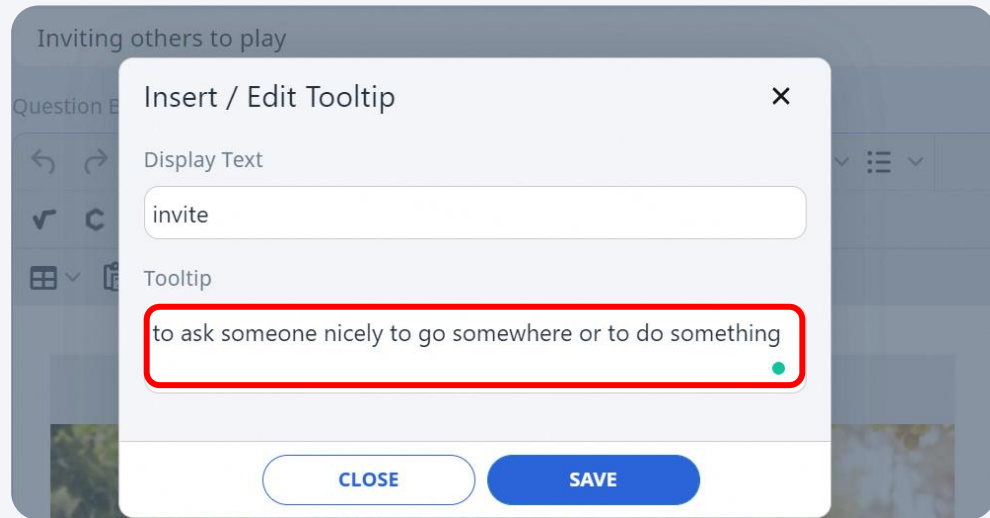 Inviting others to play
Question B
Insert / Edit Tooltip
Display Text
invite
Tooltip
to ask someone nicely to go somewhere or to do something
CLOSE
SAVE